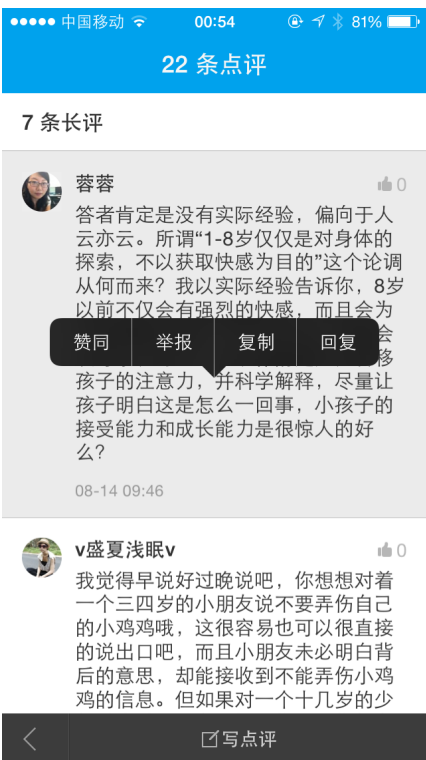 中国移动 00:54 81%
22 条点评
7 条长评
蓉蓉 0
答者肯定是没有实际经验，偏向于人
云亦云。所谓“1-8岁仅仅是对身体的
探索，不以获取快感为目的”这个论调
从何而来？我以实际经验告诉你，8岁
以前不仅会有强烈的快感，而且会为
会
赞同 举报 复制 回复
移
孩子的注意力，并科学解释，尽量让
孩子明白这是怎么一回事，小孩子的
接受能力和成长能力是很惊人的好
么？
08-14 09:46
v盛夏浅眠v 0
我觉得早说好过晚说吧，你想想对着
一个三四岁的小朋友说不要弄伤自己
的小鸡鸡哦，这很容易也可以很直接
的说出口吧，而且小朋友未必明白背
后的意思，却能接收到不能弄伤小鸡
鸡的信息。但如果对一个十几岁的少
写点评